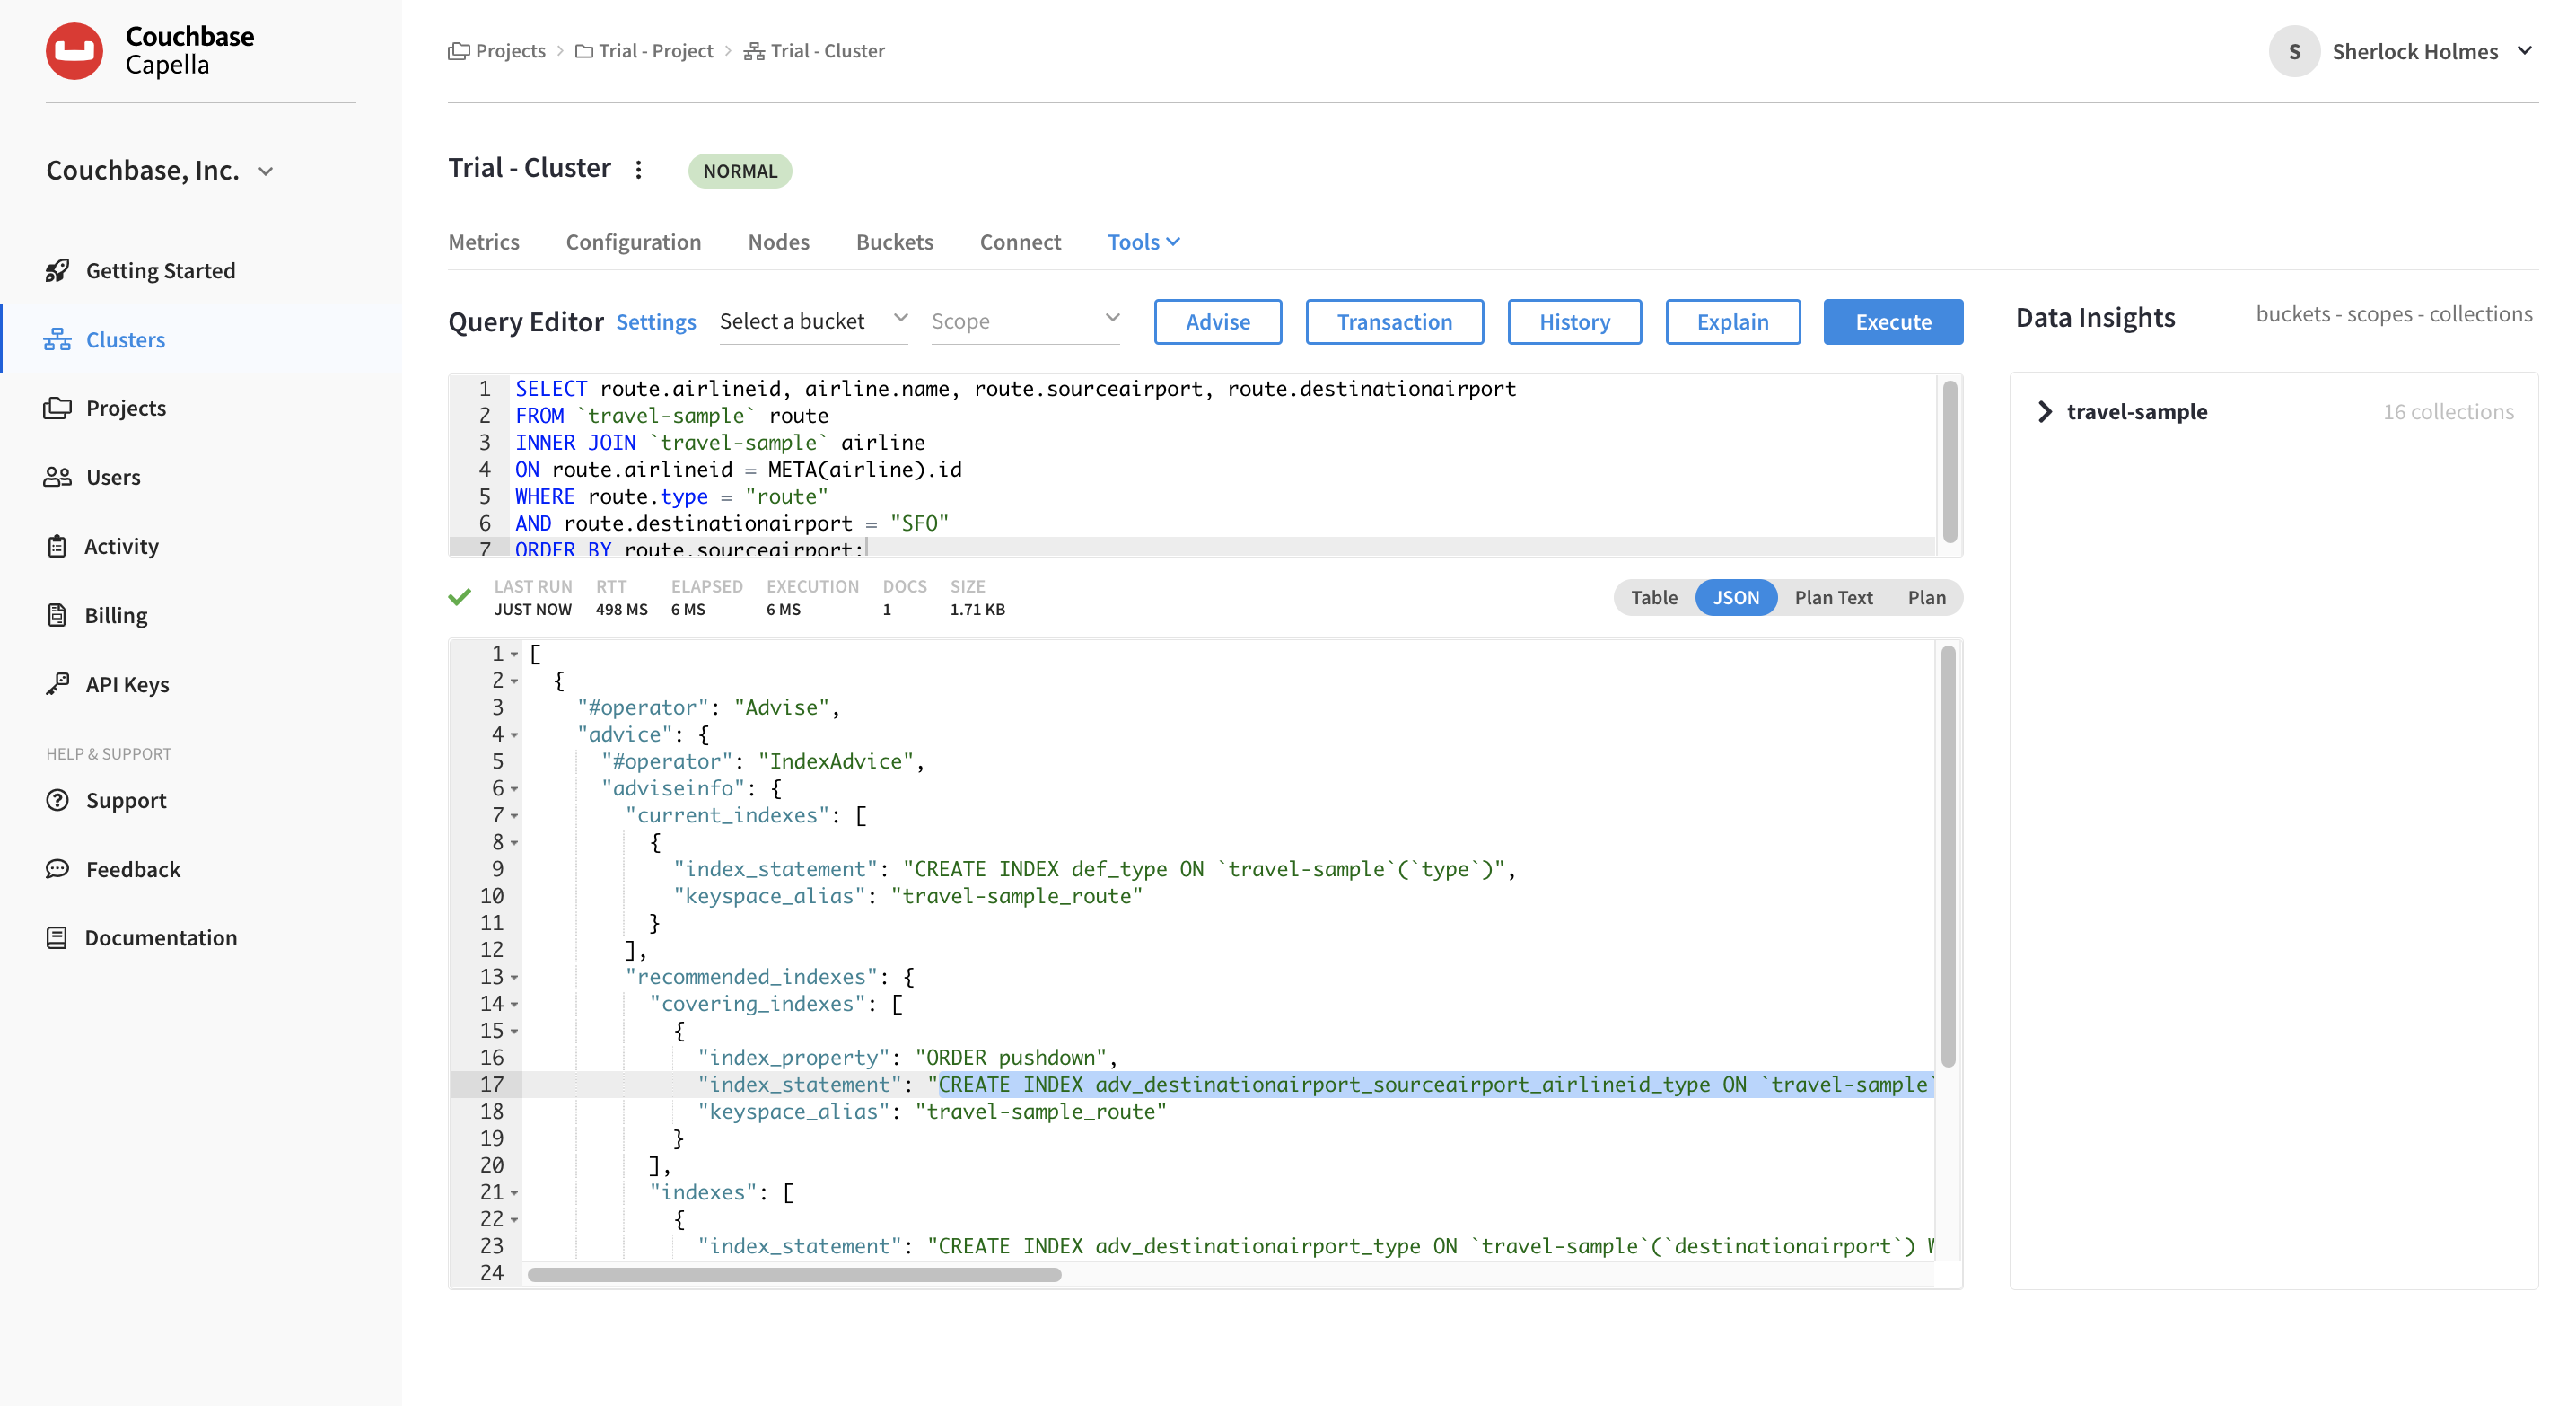 Couchbase
Capella
Couchbase, Inc.
Getting Started
Clusters
Projects
Users
Activity
Billing
API Keys
HELP & SUPPORT
Support
Feedback
Documentation
Projects > Trial - Project > Trial - Cluster
S Sherlock Holmes
Trial - Cluster NORMAL
Metrics Configuration Nodes Buckets Connect Tools
Query Editor Settings Select a bucket Scope Advise Transaction History Explain Execute
1 SELECT route.airlineid, airline.name, route.sourceairport, route.destinationairport
2 FROM `travel-sample` route
3 INNER JOIN `travel-sample` airline
4 ON route.airlineid = META(airline).id
5 WHERE route.type = "route"
6 AND route.destinationairport = "SFO"
7 ORDER BY route.sourceairport;
LAST RUN RTT ELAPSED EXECUTION DOCS SIZE
JUST NOW 498 MS 6 MS 6 MS 1 1.71 KB
Table JSON Plan Text Plan
1 [
2 {
3 "#operator": "Advise",
4 "advice": {
5 "#operator": "IndexAdvice",
6 "adviseinfo": {
7 "current_indexes": [
8 {
9 "index_statement": "CREATE INDEX def_type ON `travel-sample`(`type`)",
10 "keyspace_alias": "travel-sample_route"
11 }
12 ],
13 "recommended_indexes": {
14 "covering_indexes": [
15 {
16 "index_property": "ORDER pushdown",
17 "index_statement": "CREATE INDEX adv_destinationairport_sourceairport_airlineid_type ON `travel-sample`
18 "keyspace_alias": "travel-sample_route"
19 }
20 ],
21 "indexes": [
22 {
23 "index_statement": "CREATE INDEX adv_destinationairport_type ON `travel-sample`(`destinationairport`)
24
Data Insights buckets - scopes - collections
travel-sample 16 collections